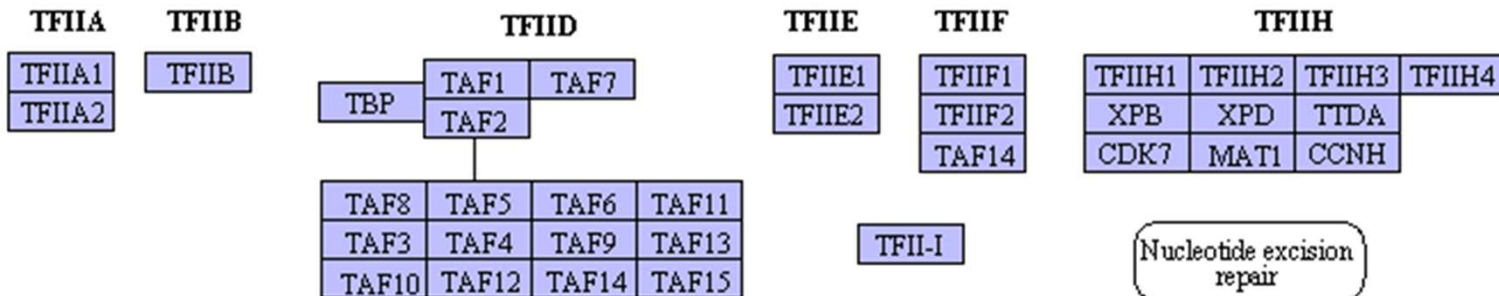 TFIIA TFIIB TFIID TFIIE TFIIF TFIIH
TFIIA1 TFIIB TAF1 TAF7 TFIIE1 TFIIF1 TFIIH1 TFIIH2 TFIIH3 TFIIH4
TFIIA2 TBP TAF2 TFIIE2 TFIIF2 XPB XPD TTDA
TAF14 CDK7 MAT1 CCNH
TAF8 TAF5 TAF6 TAF11
TAF3 TAF4 TAF9 TAF13 TFII-I Nucleotide excision
TAF10 TAF12 TAF14 TAF15 repair